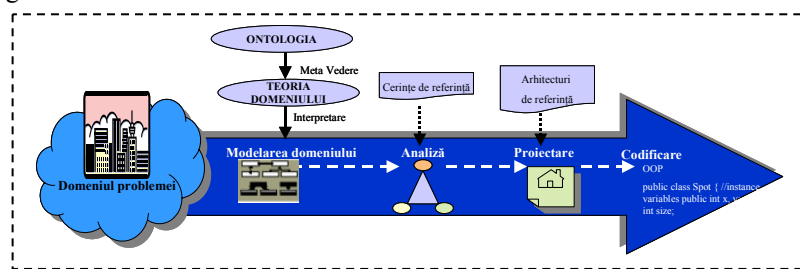 ONTOLOGIA
Meta Vedere
TEORIA
DOMENIULUI
Interpretare
Cerințe de referință
Arhitecturi
de referință
Domeniul problemei
Modelarea domeniului
Analiză
Proiectare
Codificare
OOP
public class Spot { //instance
variables public int x, y
int size;